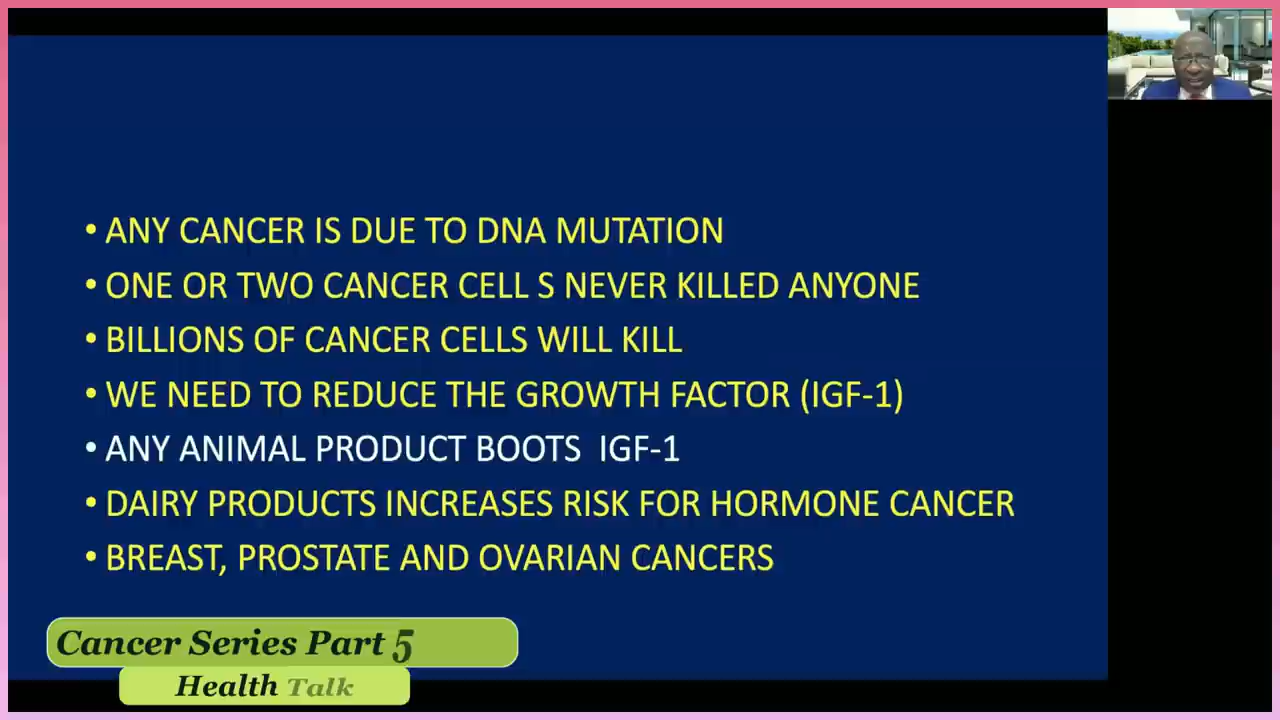 • ANY CANCER IS DUE TO DNA MUTATION
• ONE OR TWO CANCER CELL S NEVER KILLED ANYONE
• BILLIONS OF CANCER CELLS WILL KILL
• WE NEED TO REDUCE THE GROWTH FACTOR (IGF-1)
• ANY ANIMAL PRODUCT BOOTS IGF-1
• DAIRY PRODUCTS INCREASES RISK FOR HORMONE CANCER
• BREAST, PROSTATE AND OVARIAN CANCERS
Cancer Series Part 5
Health Talk